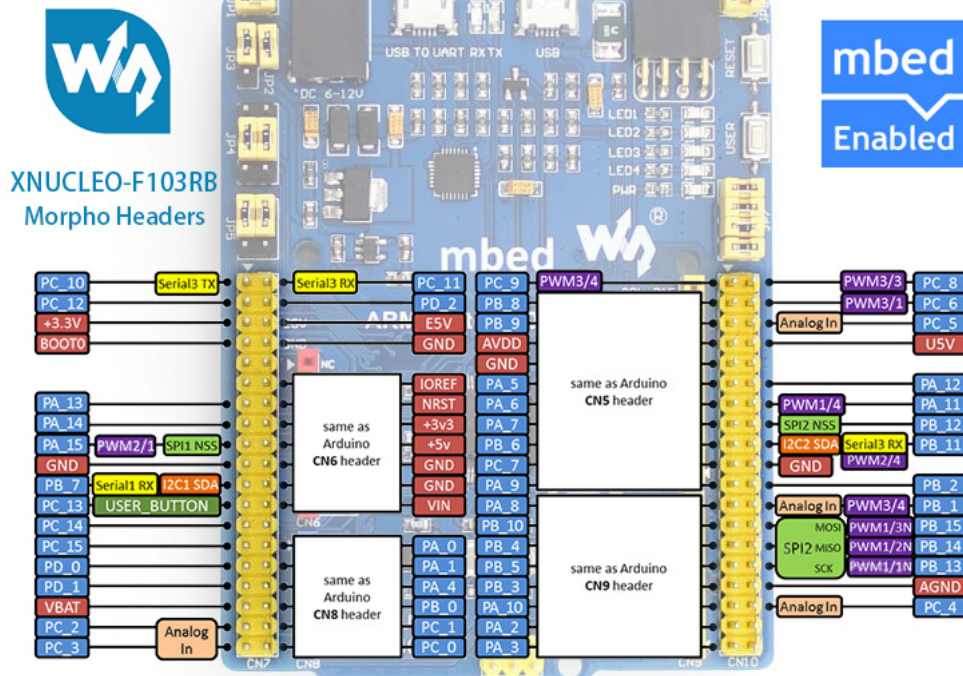 JP1
JP3
JP2
JP4
JP5
USB TO UART RX TX
USB
*DC 6-12V
RESET
USER
LED1
LED2
LED3
LED4
PWR
JP7
mbed
Enabled
XNUCLEO-F103RB
Morpho Headers
mbed
®
PC_10
Serial3 TX
PC_12
+3.3V
BOOT0
PA_13
PA_14
PA_15
PWM2/1
SPI1 NSS
GND
PB_7
Serial1 RX
I2C1 SDA
PC_13
USER_BUTTON
PC_14
PC_15
PD_0
PD_1
VBAT
PC_2
PC_3
Analog
In
Serial3 RX
PC_11
PD_2
E5V
GND
NC
IOREF
NRST
+3v3
+5v
GND
GND
VIN
same as
Arduino
CN6 header
CN6
PA_0
PA_1
PA_4
PB_0
PC_1
PC_0
same as
Arduino
CN8 header
CN7
CN8
PC_9
PWM3/4
PB_8
PB_9
AVDD
GND
PA_5
PA_6
PA_7
PB_6
PC_7
PA_9
PA_8
PB_10
PB_4
PB_5
PB_3
PA_10
PA_2
PA_3
same as Arduino
CN5 header
same as Arduino
CN9 header
CN9
CN10
PWM3/3
PC_8
PWM3/1
PC_6
Analog In
PC_5
U5V
PA_12
PWM1/4
PA_11
SPI2 NSS
PB_12
I2C2 SDA
Serial3 RX
PB_11
GND
PWM2/4
PB_2
Analog In
PWM3/4
PB_1
SPI2
MOSI
PWM1/3N
PB_15
MISO
PWM1/2N
PB_14
SCK
PWM1/1N
PB_13
AGND
Analog In
PC_4